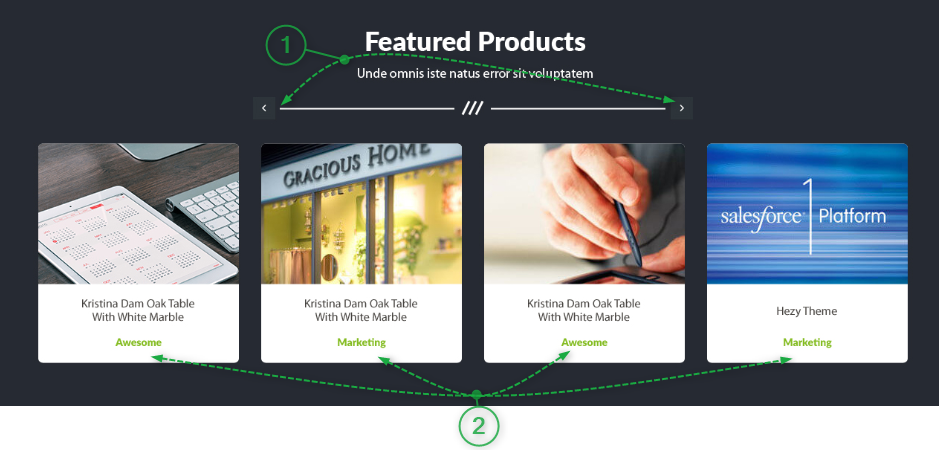 1
Featured Products
Unde omnis iste natus error sit voluptatem
GRACIOUS HOME
salesforce1 Platform
Kristina Dam Oak Table
With White Marble
Awesome
Kristina Dam Oak Table
With White Marble
Marketing
Kristina Dam Oak Table
With White Marble
Awesome
Hezy Theme
Marketing
2